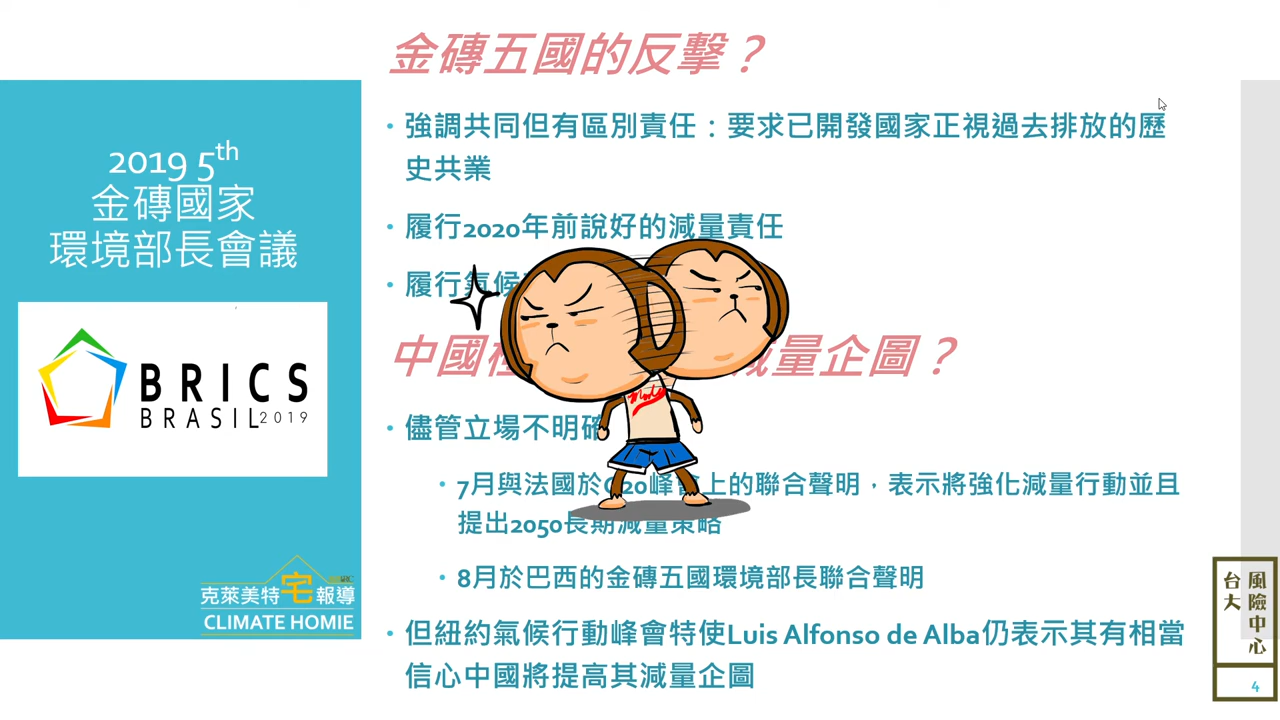 金磚五國的反擊？
2019 5th
金磚國家
環境部長會議
BRICS
BRASIL 2019
克萊美特宅報導
CLIMATE HOMIE
• 強調共同但有區別責任：要求已開發國家正視過去排放的歷
史共業
• 履行2020年前說好的減量責任
• 履行氣候
中國 減量企圖？
• 儘管立場不明確
• 7月與法國於G20峰會上的聯合聲明，表示將強化減量行動並且
提出2050長期減量策略
• 8月於巴西的金磚五國環境部長聯合聲明
• 但紐約氣候行動峰會特使Luis Alfonso de Alba仍表示其有相當
信心中國將提高其減量企圖
風險中心
台大
4